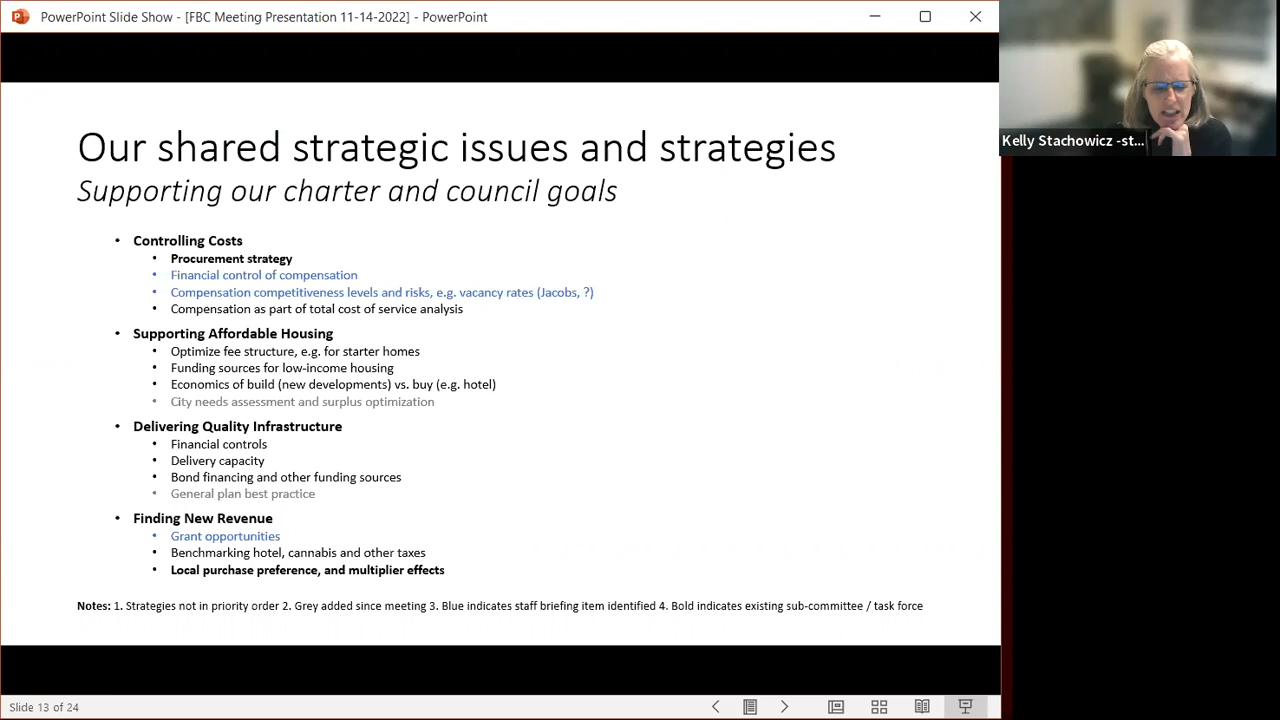 PowerPoint Slide Show - [FBC Meeting Presentation 11-14-2022] - PowerPoint
Kelly Stachowicz -st...
Our shared strategic issues and strategies
Supporting our charter and council goals
• Controlling Costs
• Procurement strategy
• Financial control of compensation
• Compensation competitiveness levels and risks, e.g. vacancy rates (Jacobs, ?)
• Compensation as part of total cost of service analysis
• Supporting Affordable Housing
• Optimize fee structure, e.g. for starter homes
• Funding sources for low-income housing
• Economics of build (new developments) vs. buy (e.g. hotel)
• City needs assessment and surplus optimization
• Delivering Quality Infrastructure
• Financial controls
• Delivery capacity
• Bond financing and other funding sources
• General plan best practice
• Finding New Revenue
• Grant opportunities
• Benchmarking hotel, cannabis and other taxes
• Local purchase preference, and multiplier effects
Notes: 1. Strategies not in priority order 2. Grey added since meeting 3. Blue indicates staff briefing item identified 4. Bold indicates existing sub-committee / task force
Slide 13 of 24